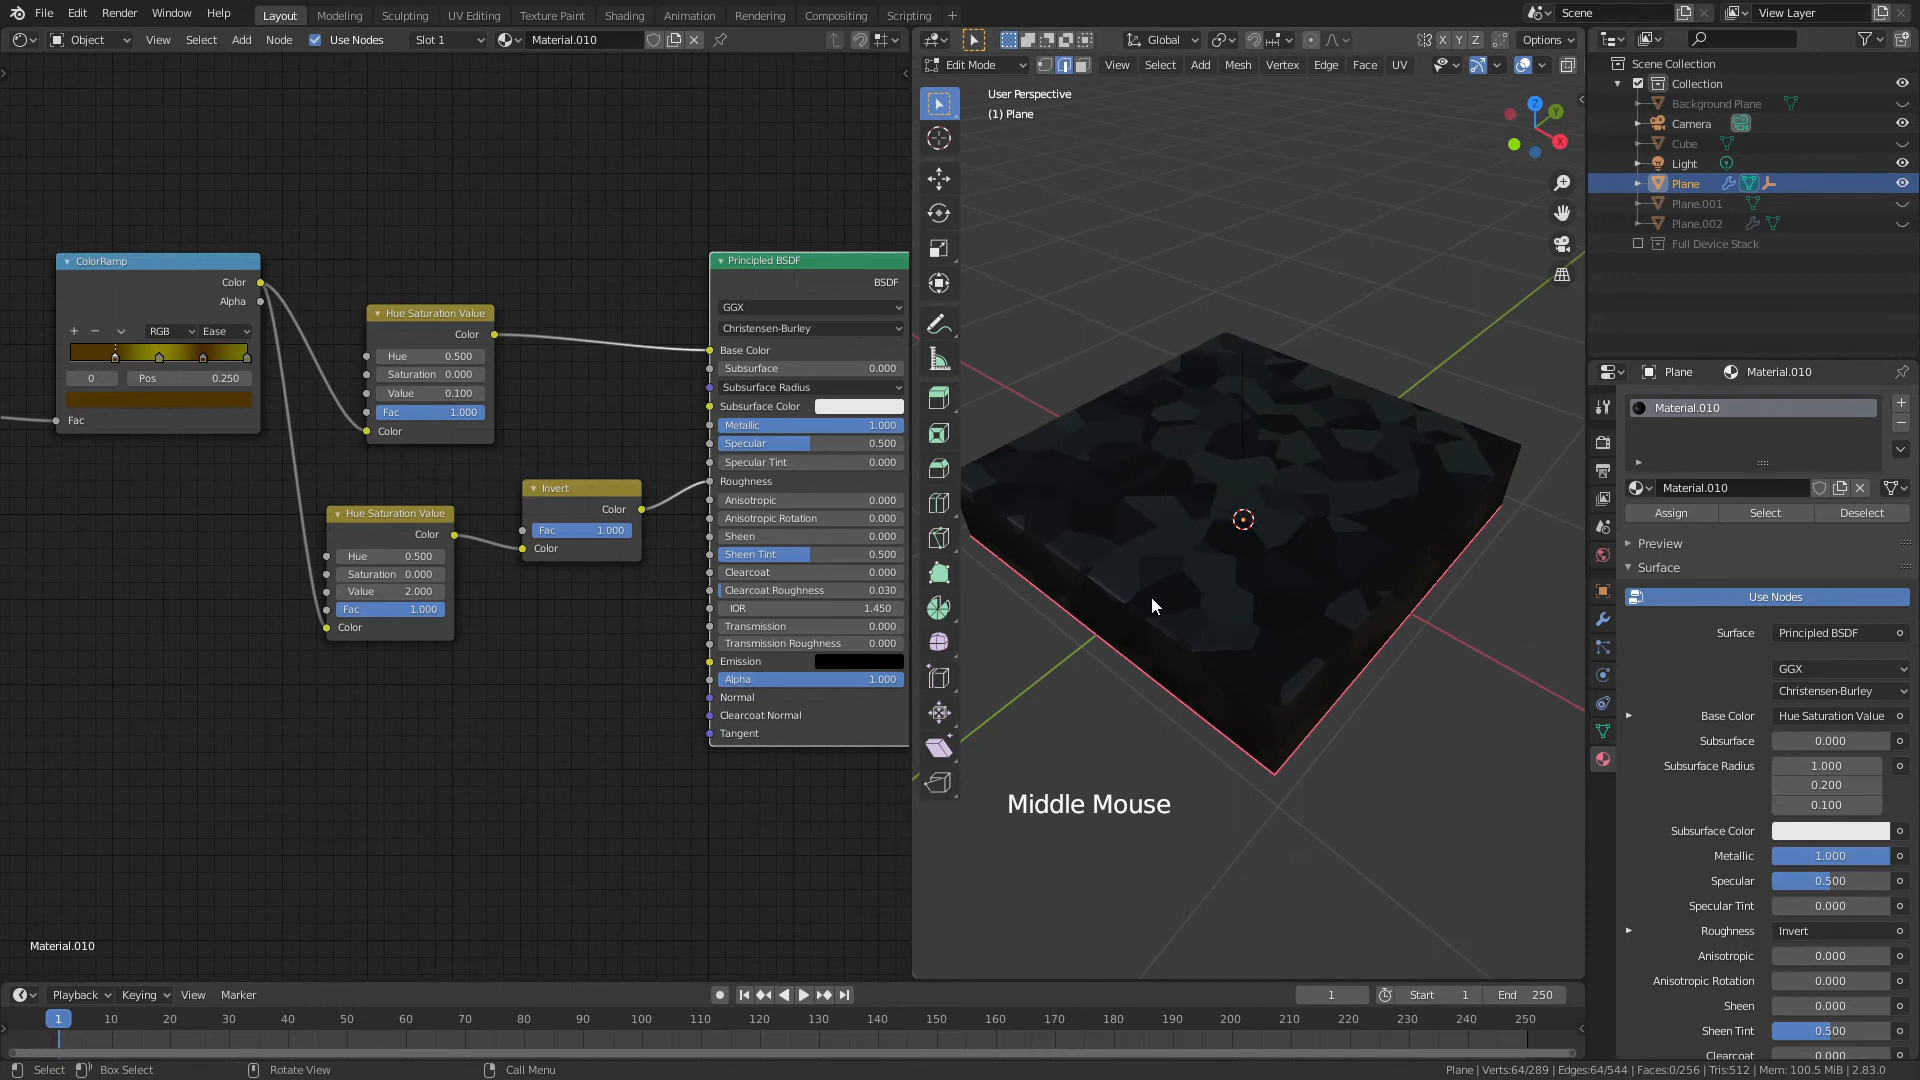 File Edit Render Window Help Layout Modeling Sculpting UV Editing Texture Paint Shading Animation Rendering Compositing Scripting + Scene View Layer
Object View Select Add Node Use Nodes Slot 1 Material.010 Global X Y Z Options
Edit Mode View Select Add Mesh Vertex Edge Face UV
User Perspective
(1) Plane
Z
Y
X
Scene Collection
Collection
Background Plane
Camera
Cube
Light
Plane
Plane.001
Plane.002
Full Device Stack
ColorRamp
Color
Alpha
RGB Ease
0 Pos 0.250
Fac
Hue Saturation Value
Color
Hue 0.500
Saturation 0.000
Value 0.100
Fac 1.000
Color
Hue Saturation Value
Color
Hue 0.500
Saturation 0.000
Value 2.000
Fac 1.000
Color
Invert
Color
Fac 1.000
Color
Principled BSDF
BSDF
GGX
Christensen-Burley
Base Color
Subsurface 0.000
Subsurface Radius
Subsurface Color
Metallic 1.000
Specular 0.500
Specular Tint 0.000
Roughness
Anisotropic 0.000
Anisotropic Rotation 0.000
Sheen 0.000
Sheen Tint 0.500
Clearcoat 0.000
Clearcoat Roughness 0.030
IOR 1.450
Transmission 0.000
Transmission Roughness 0.000
Emission
Alpha 1.000
Normal
Clearcoat Normal
Tangent
Middle Mouse
Material.010
Plane Material.010
Material.010
Material.010
Assign Select Deselect
Preview
Surface
Use Nodes
Surface Principled BSDF
GGX
Christensen-Burley
Base Color Hue Saturation Value
Subsurface 0.000
Subsurface Radius 1.000
0.200
0.100
Subsurface Color
Metallic 1.000
Specular 0.500
Specular Tint 0.000
Roughness Invert
Anisotropic 0.000
Anisotropic Rotation 0.000
Sheen 0.000
Sheen Tint 0.500
Clearcoat 0.000
Playback Keying View Marker 1 Start 1 End 250
1 10 20 30 40 50 60 70 80 90 100 110 120 130 140 150 160 170 180 190 200 210 220 230 240 250
Select Box Select Rotate View Call Menu Plane | Verts:64/289 | Edges:64/544 | Faces:0/256 | Tris:512 | Mem: 100.5 MiB | 2.83.0